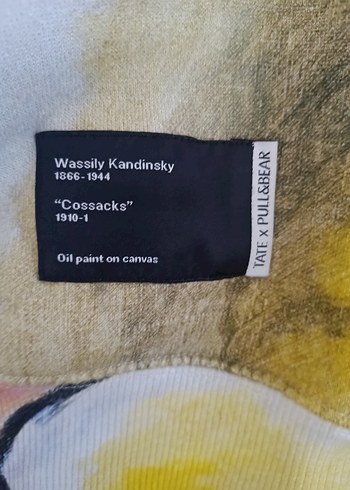 Wassily Kandinsky
1866-1944
“Cossacks”
1910-1
Oil paint on canvas
TATE x PULL&BEAR